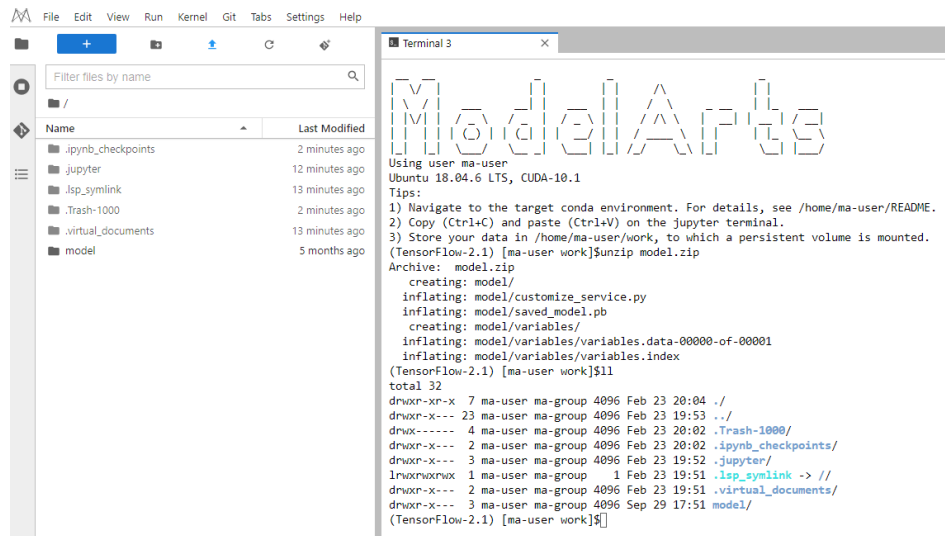 File Edit View Run Kernel Git Tabs Settings Help
Terminal 3
Filter files by name
/
Name Last Modified
.ipynb_checkpoints 2 minutes ago
.jupyter 12 minutes ago
.lsp_symlink 13 minutes ago
.Trash-1000 2 minutes ago
.virtual_documents 13 minutes ago
model 5 months ago
ModelArts
Using user ma-user
Ubuntu 18.04.6 LTS, CUDA-10.1
Tips:
1) Navigate to the target conda environment. For details, see /home/ma-user/README.
2) Copy (Ctrl+C) and paste (Ctrl+V) on the jupyter terminal.
3) Store your data in /home/ma-user/work, to which a persistent volume is mounted.
(TensorFlow-2.1) [ma-user work]$unzip model.zip
Archive:  model.zip
   creating: model/
  inflating: model/customize_service.py
  inflating: model/saved_model.pb
   creating: model/variables/
  inflating: model/variables/variables.data-00000-of-00001
  inflating: model/variables/variables.index
(TensorFlow-2.1) [ma-user work]$ll
total 32
drwxr-xr-x  7 ma-user ma-group 4096 Feb 23 20:04 ./
drwxr-x--- 23 ma-user ma-group 4096 Feb 23 19:53 ../
drwx------  4 ma-user ma-group 4096 Feb 23 20:02 .Trash-1000/
drwxr-x---  2 ma-user ma-group 4096 Feb 23 20:02 .ipynb_checkpoints/
drwxr-x---  3 ma-user ma-group 4096 Feb 23 19:52 .jupyter/
lrwxrwxrwx  1 ma-user ma-group    1 Feb 23 19:51 .lsp_symlink -> //
drwxr-x---  2 ma-user ma-group 4096 Feb 23 19:51 .virtual_documents/
drwxr-x---  3 ma-user ma-group 4096 Sep 29 17:51 model/
(TensorFlow-2.1) [ma-user work]$